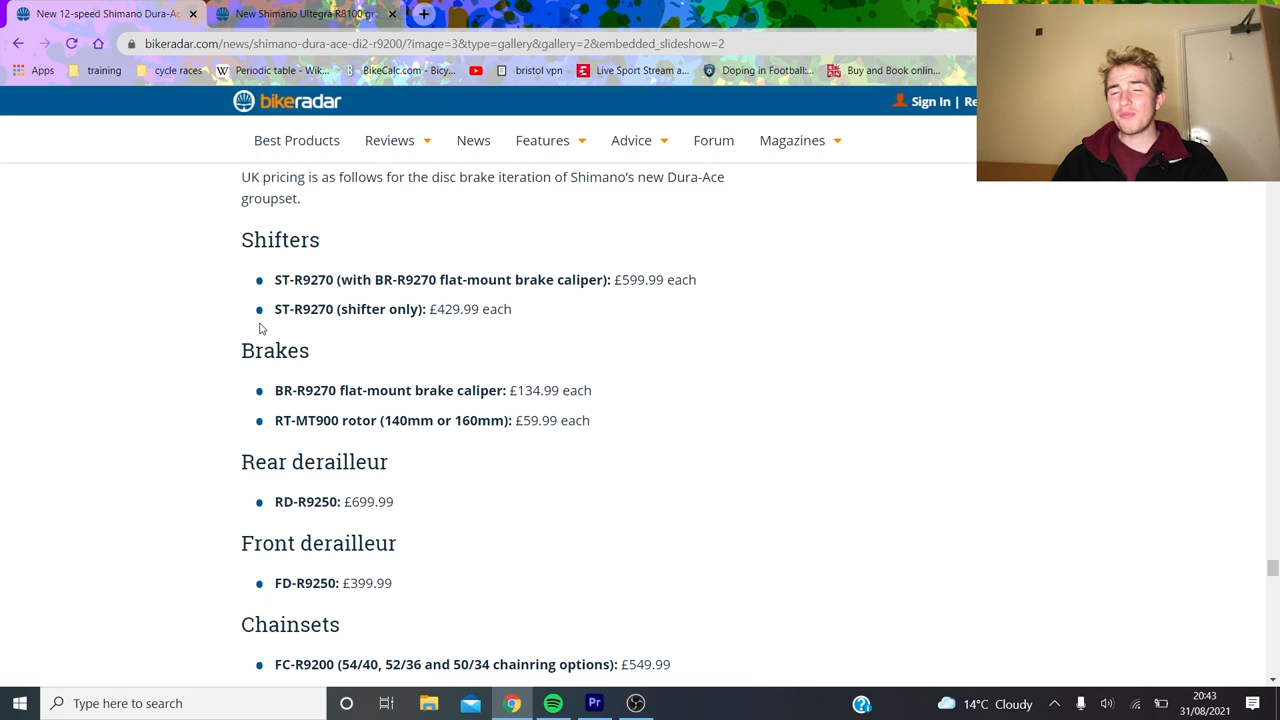 New 12-speed Shimano Dura-Ac
New Shimano Ultegra R8100 gr
bikeradar.com/news/shimano-dura-ace-di2-r9200/?image=3&type=gallery&gallery=2&embedded_slideshow=2
Apps
training
cycle races
Periodic table - Wik...
BikeCalc.com - Bicy...
bristol vpn
Live Sport Stream a...
Doping in Football:...
Buy and Book onlin...
bikeradar
Sign In | Re
Best Products
Reviews
News
Features
Advice
Forum
Magazines
UK pricing is as follows for the disc brake iteration of Shimano's new Dura-Ace
groupset.
Shifters
ST-R9270 (with BR-R9270 flat-mount brake caliper): £599.99 each
ST-R9270 (shifter only): £429.99 each
Brakes
BR-R9270 flat-mount brake caliper: £134.99 each
RT-MT900 rotor (140mm or 160mm): £59.99 each
Rear derailleur
RD-R9250: £699.99
Front derailleur
FD-R9250: £399.99
Chainsets
FC-R9200 (54/40, 52/36 and 50/34 chainring options): £549.99
Type here to search
14°C Cloudy
20:43
31/08/2021